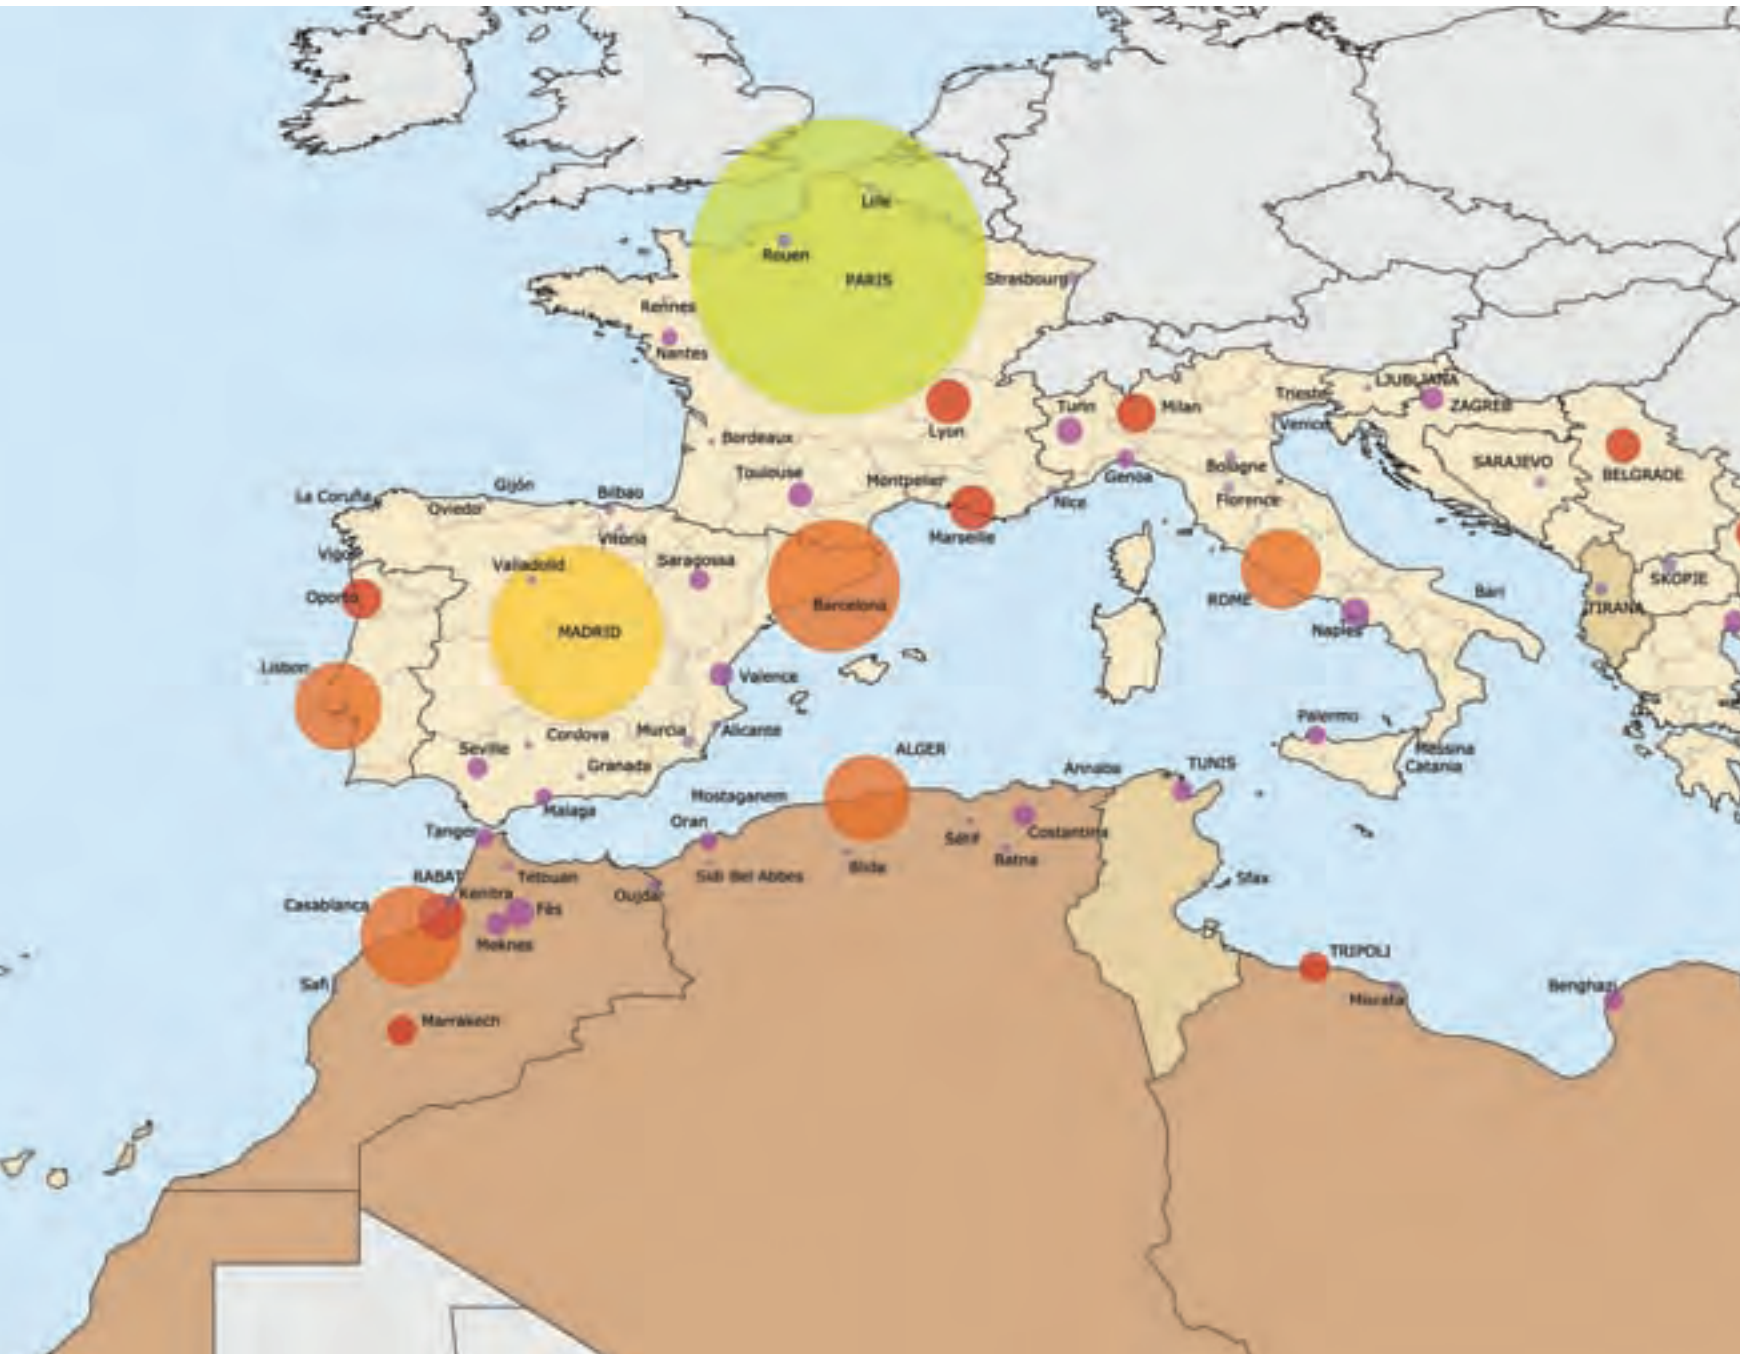 Lille
Rouen
PARIS
Strasbourg
Rennes
Nantes
LJUBLJANA
Trieste
ZAGREB
Turin
Milan
Venice
Lyon
Bordeaux
SARAJEVO
BELGRADE
Toulouse
Montpelier
Bologne
Genoa
Florence
Nice
La Coruña
Gijón
Bilbao
Oviedo
Marseille
Vitoria
Vigo
Valladolid
Saragossa
SKOPJE
Bari
TIRANA
Oporto
Barcelona
ROME
MADRID
Naples
Lisbon
Valence
Palermo
Cordova
Murcia
Alicante
Seville
ALGER
Messina
Catania
Granada
Annaba
TUNIS
Mostaganem
Malaga
Oran
Tanger
Costantina
Sétif
Batna
Blida
RABAT
Tétouan
Sidi Bel Abbes
Sfax
Kenitra
Oujda
Casablanca
Fès
Meknes
TRIPOLI
Safi
Misrata
Benghazi
Marrakech